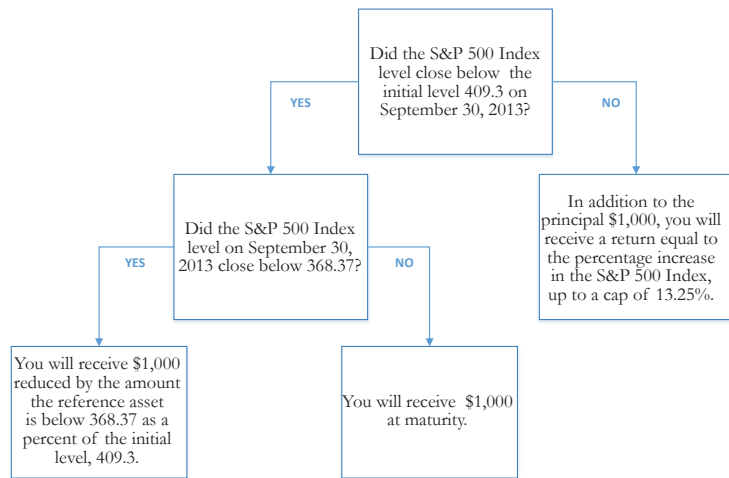 Did the S&P 500 Index
level close below the
initial level 409.3 on
September 30, 2013?
YES
NO
Did the S&P 500 Index
level on September 30,
2013 close below 368.37?
In addition to the
principal $1,000, you will
receive a return equal to
the percentage increase
in the S&P 500 Index,
up to a cap of 13.25%.
YES
NO
You will receive $1,000
reduced by the amount
the reference asset
is below 368.37 as a
percent of the initial
level, 409.3.
You will receive $1,000
at maturity.